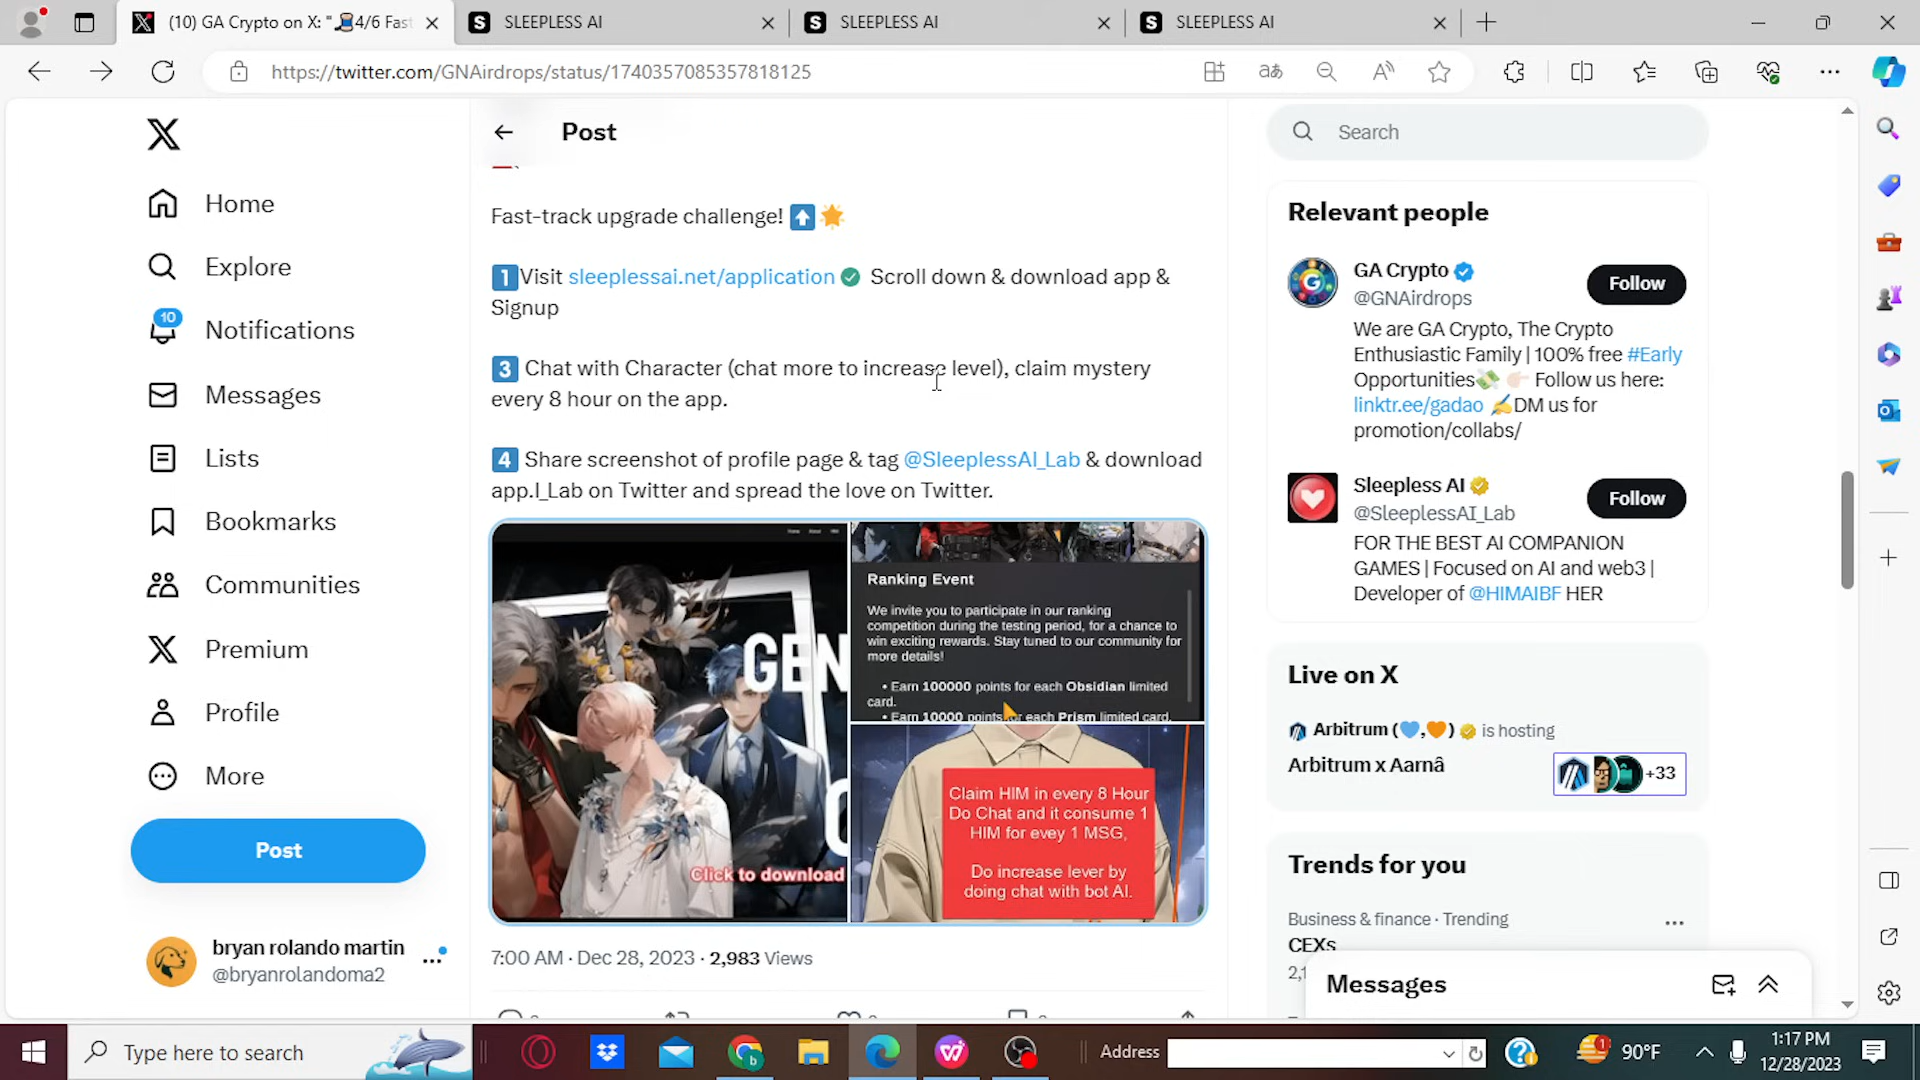 (10) GA Crypto on X: "🧵4/6 Fast
SLEEPLESS AI
SLEEPLESS AI
SLEEPLESS AI
https://twitter.com/GNAirdrops/status/1740357085357818125
Home
Explore
10
Notifications
Messages
Lists
Bookmarks
Communities
Premium
Profile
More
Post
bryan rolando martin
@bryanrolandoma2
Post
Fast-track upgrade challenge! ⬆️🌟
1️⃣Visit sleeplessai.net/application ✅ Scroll down & download app &
Signup
3️⃣ Chat with Character (chat more to increase level), claim mystery
every 8 hour on the app.
4️⃣ Share screenshot of profile page & tag @SleeplessAI_Lab & download
app.I_Lab on Twitter and spread the love on Twitter.
GEN
Click to download
Ranking Event
We invite you to participate in our ranking
competition during the testing period, for a chance to
win exciting rewards. Stay tuned to our community for
more details!
• Earn 100000 points for each Obsidian limited
card.
• Earn 10000 points for each Prism limited card.
Claim HIM in every 8 Hour
Do Chat and it consume 1
HIM for evey 1 MSG,
Do increase lever by
doing chat with bot AI.
7:00 AM · Dec 28, 2023 · 2,983 Views
Search
Relevant people
GA Crypto
@GNAirdrops
Follow
We are GA Crypto, The Crypto
Enthusiastic Family | 100% free #Early
Opportunities💸 👉🏻 Follow us here:
linktr.ee/gadao ✍️DM us for
promotion/collabs/
Sleepless AI
@SleeplessAI_Lab
Follow
FOR THE BEST AI COMPANION
GAMES | Focused on AI and web3 |
Developer of @HIMAIBF HER
Live on X
Arbitrum (💙,🧡) is hosting
Arbitrum x Aarnâ
+33
Trends for you
Business & finance · Trending
CEXs
Messages
Type here to search
Address
90°F
1:17 PM
12/28/2023